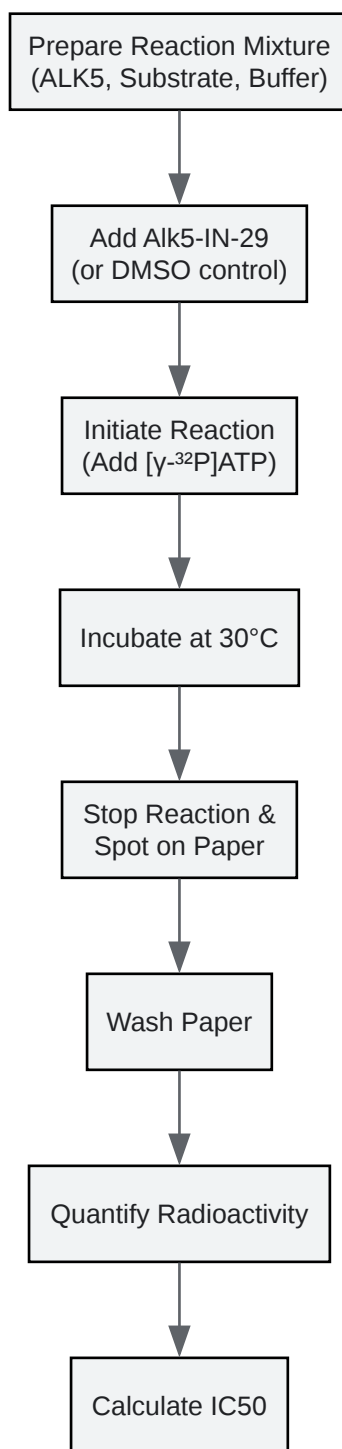 Prepare Reaction Mixture
(ALK5, Substrate, Buffer)
Add Alk5-IN-29
(or DMSO control)
Initiate Reaction
(Add [γ-³²P]ATP)
Incubate at 30°C
Stop Reaction &
Spot on Paper
Wash Paper
Quantify Radioactivity
Calculate IC50